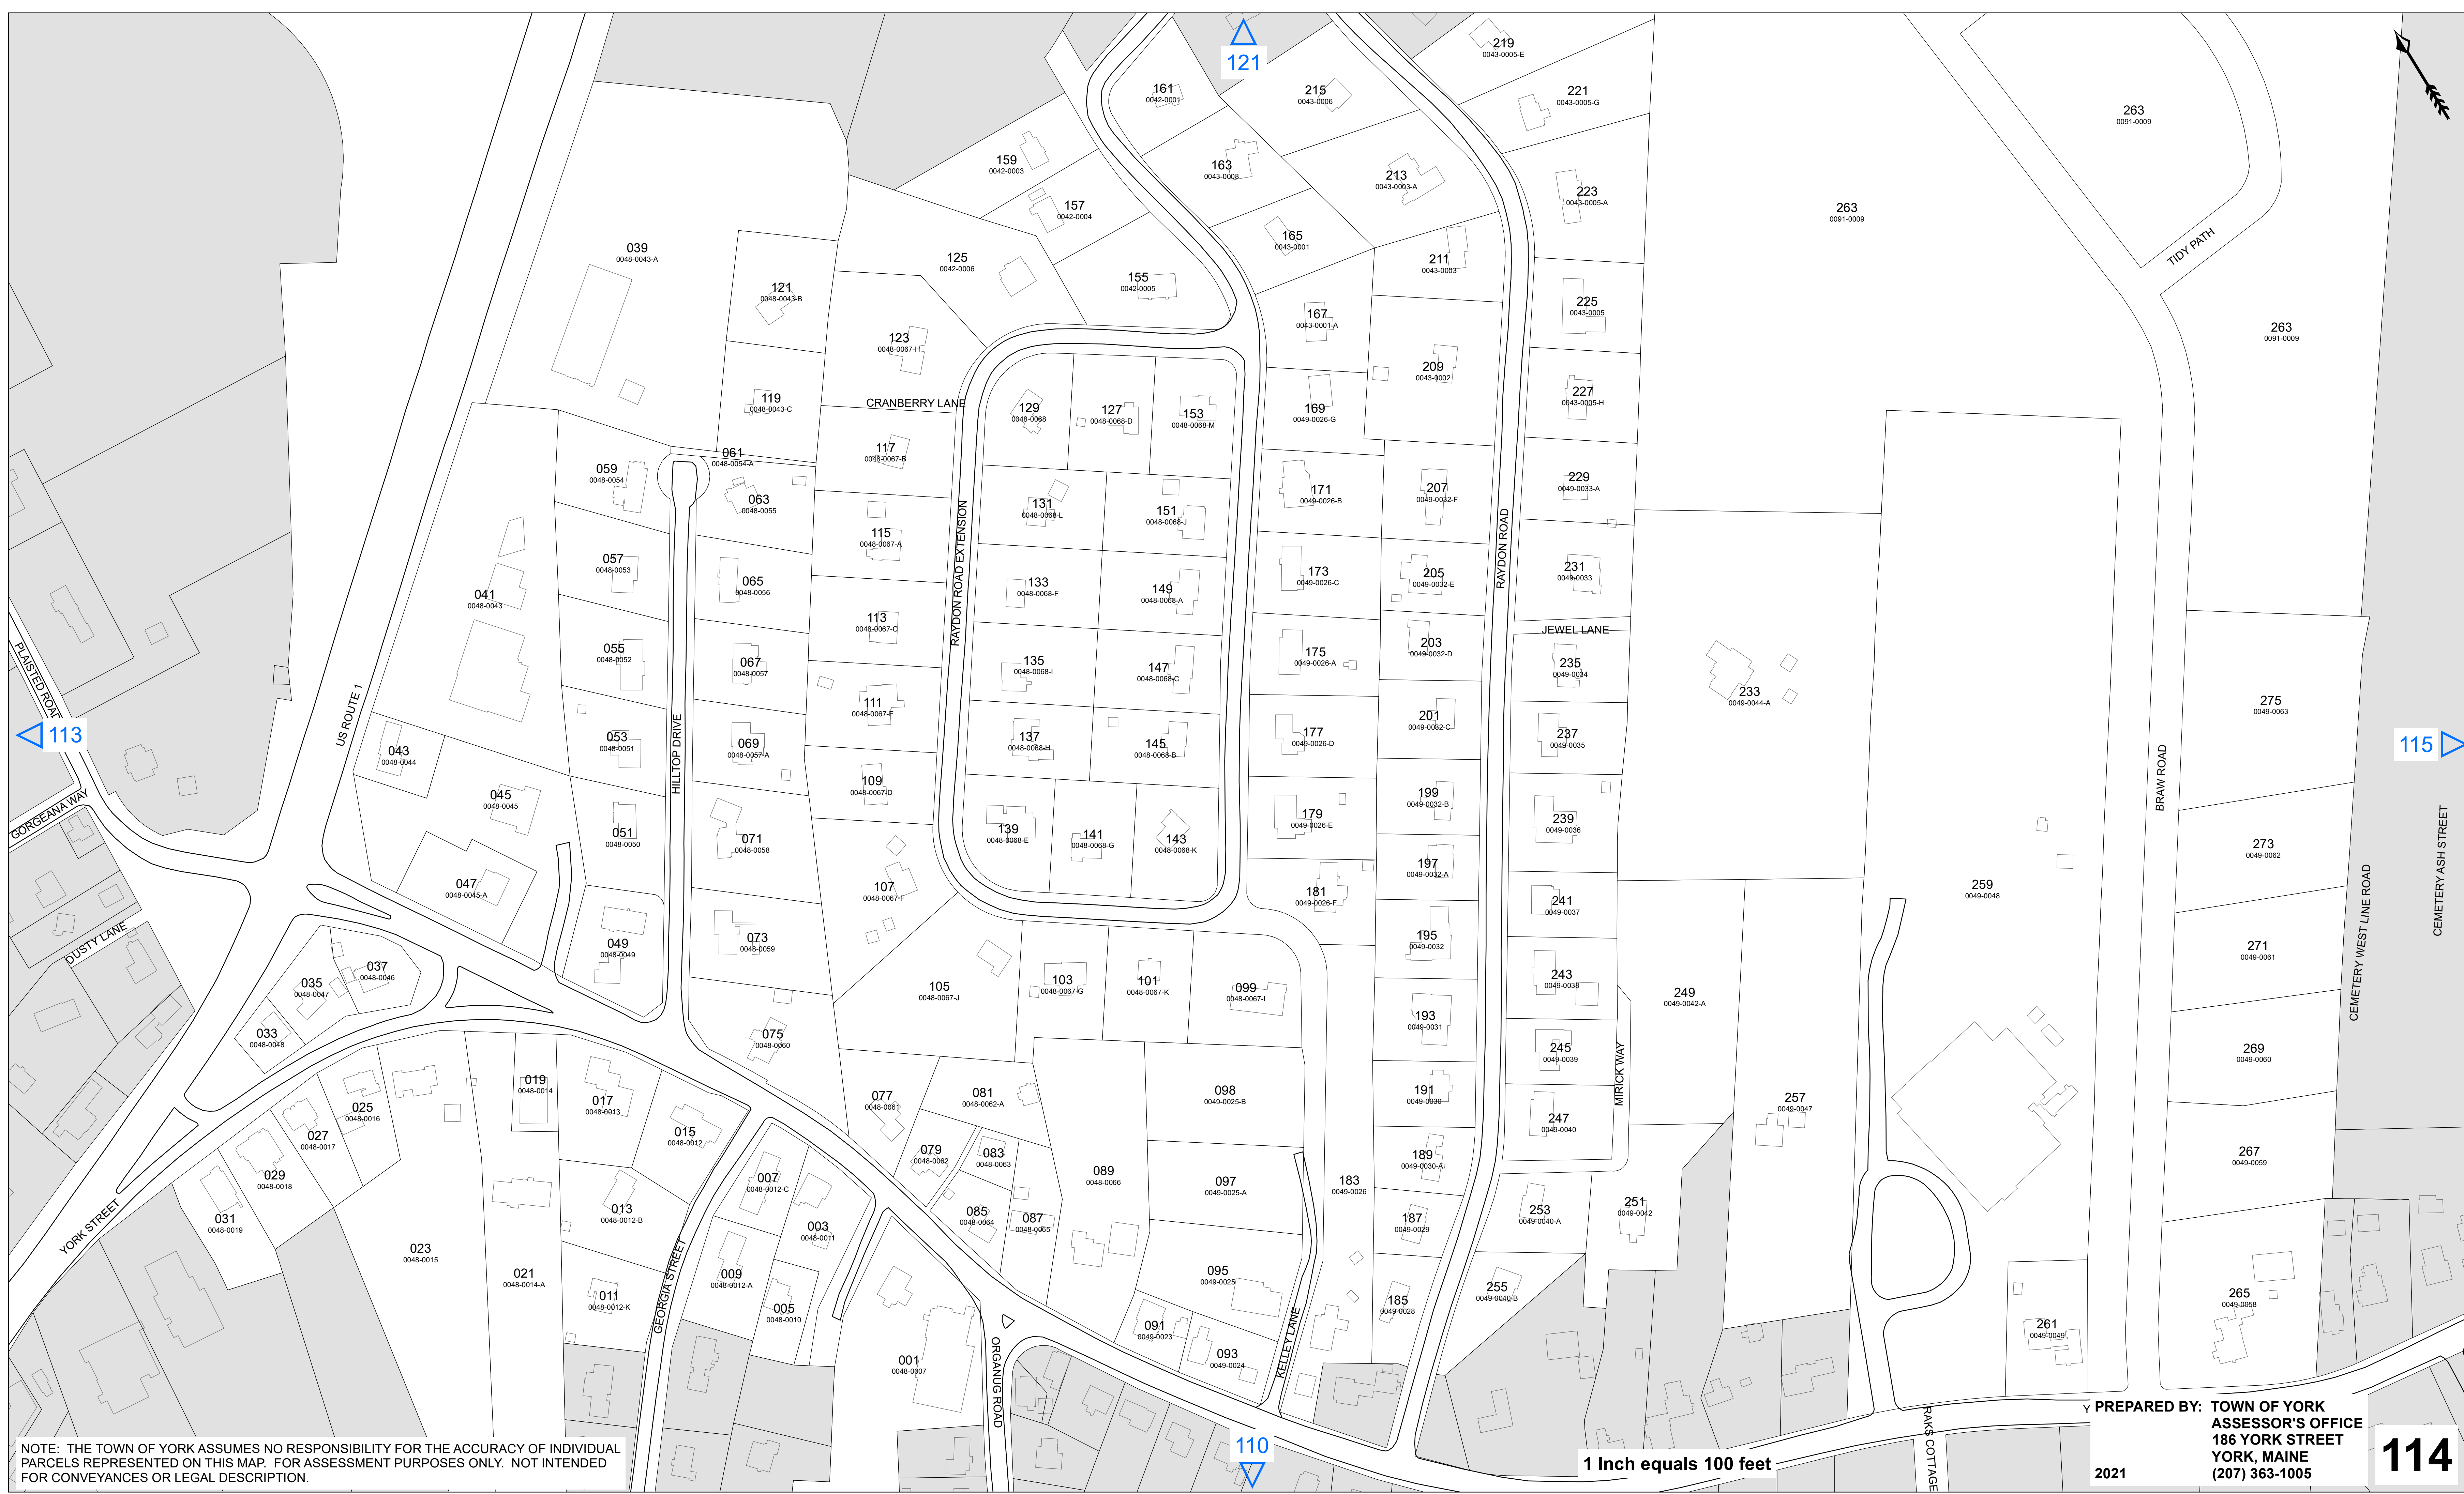 121
219
0043-0005-E
161
0042-0001
215
0043-0006
221
0043-0005-G
263
0091-0009
159
0042-0003
163
0043-0008
213
0043-0003-A
223
0043-0005-A
157
0042-0004
263
0091-0009
165
0043-0001
TIDY PATH
039
0048-0043-A
125
0042-0006
211
0043-0003
155
0042-0005
121
0048-0043-B
225
0043-0005
167
0043-0001-A
263
0091-0009
123
0048-0067-H
209
0043-0002
227
0043-0005-H
119
0048-0043-C
CRANBERRY LANE
129
0048-0068
127
0048-0068-D
153
0048-0068-M
169
0049-0026-G
061
0048-0054-A
117
0048-0067-B
059
0048-0054
063
0048-0055
131
0048-0068-L
151
0048-0068-J
171
0049-0026-B
207
0049-0032-F
229
0049-0033-A
115
0048-0067-A
RAYDON ROAD EXTENSION
RAYDON ROAD
057
0048-0053
065
0048-0056
041
0048-0043
133
0048-0068-F
149
0048-0068-A
173
0049-0026-C
205
0049-0032-E
231
0049-0033
113
0048-0067-C
JEWEL LANE
055
0048-0052
067
0048-0057
135
0048-0068-I
147
0048-0068-C
175
0049-0026-A
203
0049-0032-D
235
0049-0034
233
0049-0044-A
PLAISTED ROAD
113
US ROUTE 1
111
0048-0067-E
275
0049-0063
043
0048-0044
053
0048-0051
HILLTOP DRIVE
069
0048-0057-A
137
0048-0068-H
145
0048-0068-B
177
0049-0026-D
201
0049-0032-C
237
0049-0035
115
BRAW ROAD
109
0048-0067-D
045
0048-0045
GORGEANA WAY
051
0048-0050
071
0048-0058
139
0048-0068-E
141
0048-0068-G
143
0048-0068-K
179
0049-0026-E
199
0049-0032-B
239
0049-0036
273
0049-0062
047
0048-0045-A
107
0048-0067-F
181
0049-0026-F
197
0049-0032-A
241
0049-0037
259
0049-0048
CEMETERY WEST LINE ROAD
CEMETERY ASH STREET
DUSTY LANE
049
0048-0049
073
0048-0059
195
0049-0032
271
0049-0061
037
0048-0046
035
0048-0047
105
0048-0067-J
103
0048-0067-G
101
0048-0067-K
099
0048-0067-I
243
0049-0038
249
0049-0042-A
033
0048-0048
075
0048-0060
193
0049-0031
245
0049-0039
269
0049-0060
MIRICK WAY
019
0048-0014
017
0048-0013
077
0048-0061
081
0048-0062-A
098
0049-0025-B
191
0049-0030
257
0049-0047
025
0048-0016
027
0048-0017
015
0048-0012
247
0049-0040
029
0048-0018
079
0048-0062
083
0048-0063
089
0048-0066
097
0049-0025-A
183
0049-0026
189
0049-0030-A
267
0049-0059
007
0048-0012-C
031
0048-0019
013
0048-0012-B
003
0048-0011
085
0048-0064
087
0048-0065
187
0049-0029
253
0049-0040-A
251
0049-0042
YORK STREET
023
0048-0015
021
0048-0014-A
GEORGIA STREET
009
0048-0012-A
095
0049-0025
011
0048-0012-K
005
0048-0010
185
0049-0028
255
0049-0040-B
265
0049-0058
091
0049-0023
093
0049-0024
KELLEY LANE
261
0049-0049
001
0048-0007
ORGANUG ROAD
RAKS COTTAGE
NOTE: THE TOWN OF YORK ASSUMES NO RESPONSIBILITY FOR THE ACCURACY OF INDIVIDUAL
PARCELS REPRESENTED ON THIS MAP. FOR ASSESSMENT PURPOSES ONLY. NOT INTENDED
FOR CONVEYANCES OR LEGAL DESCRIPTION.
110
1 Inch equals 100 feet
Y
PREPARED BY: TOWN OF YORK
ASSESSOR'S OFFICE
186 YORK STREET
YORK, MAINE
2021 (207) 363-1005
114